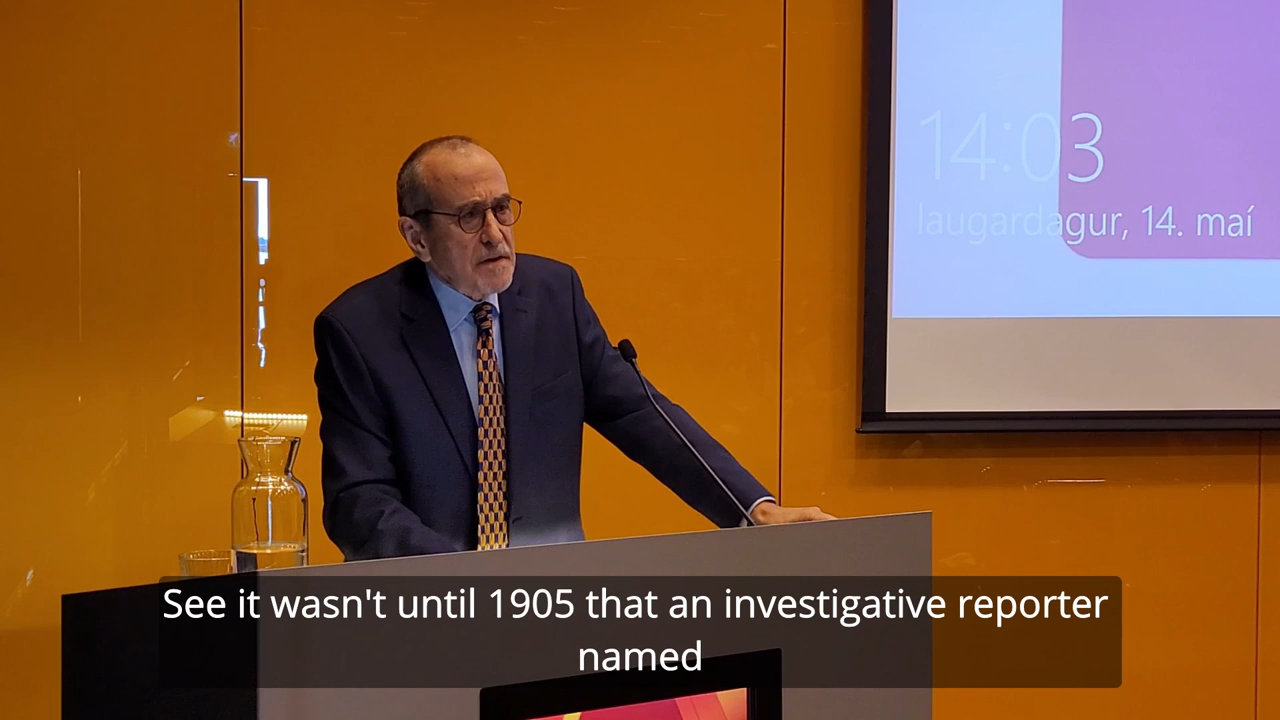 14:03
laugardagur, 14. maí
See it wasn't until 1905 that an investigative reporter
named